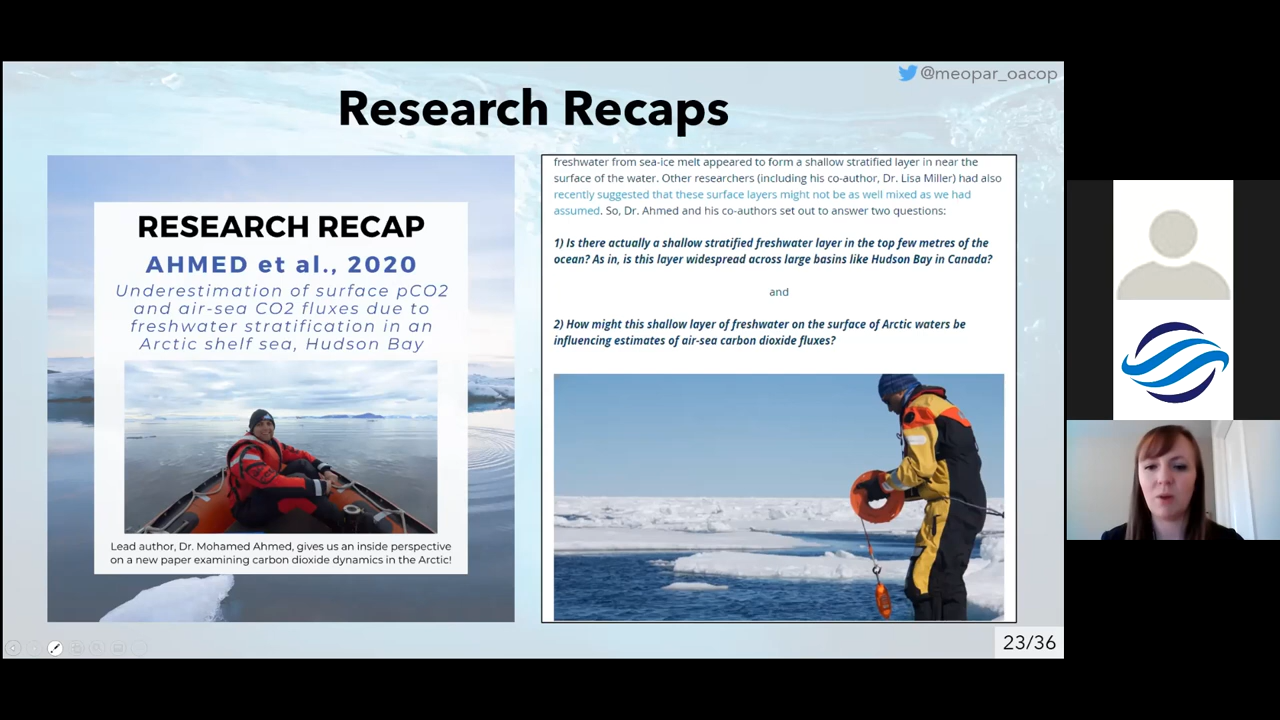 @meopar_oacop
Research Recaps
RESEARCH RECAP
AHMED et al., 2020
Underestimation of surface pCO2
and air-sea CO2 fluxes due to
freshwater stratification in an
Arctic shelf sea, Hudson Bay
Lead author, Dr. Mohamed Ahmed, gives us an inside perspective
on a new paper examining carbon dioxide dynamics in the Arctic!
freshwater from sea-ice melt appeared to form a shallow stratified layer in near the
surface of the water. Other researchers (including his co-author, Dr. Lisa Miller) had also
recently suggested that these surface layers might not be as well mixed as we had
assumed. So, Dr. Ahmed and his co-authors set out to answer two questions:
1) Is there actually a shallow stratified freshwater layer in the top few metres of the
ocean? As in, is this layer widespread across large basins like Hudson Bay in Canada?
and
2) How might this shallow layer of freshwater on the surface of Arctic waters be
influencing estimates of air-sea carbon dioxide fluxes?
23/36